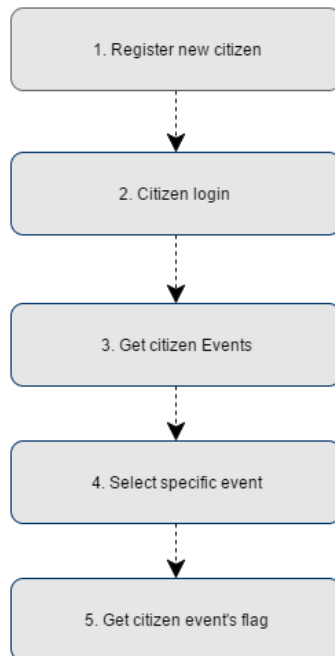 1. Register new citizen
2. Citizen login
3. Get citizen Events
4. Select specific event
5. Get citizen event's flag